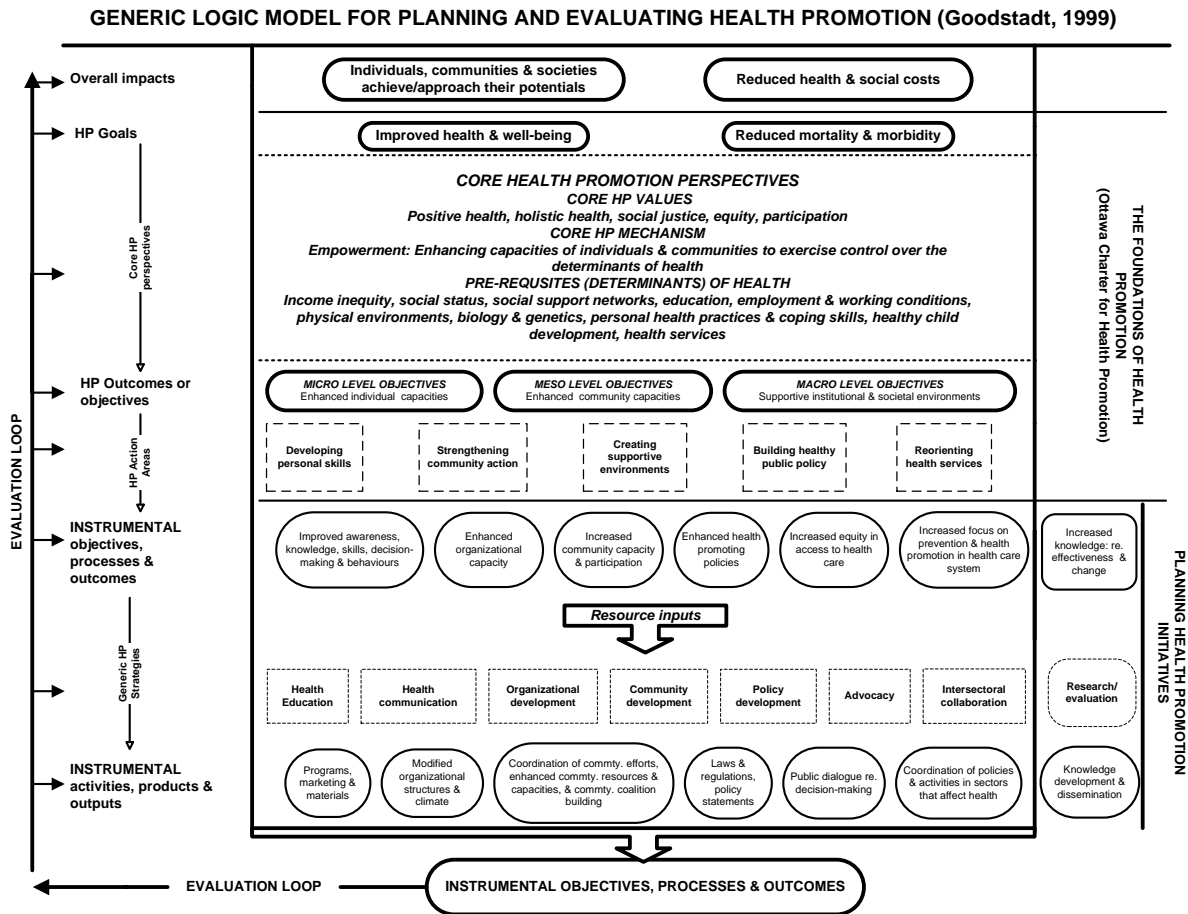 GENERIC LOGIC MODEL FOR PLANNING AND EVALUATING HEALTH PROMOTION (Goodstadt, 1999)
Overall impacts
Individuals, communities & societies
achieve/approach their potentials
Reduced health & social costs
HP Goals
Improved health & well-being
Reduced mortality & morbidity
Core HP
perspectives
CORE HEALTH PROMOTION PERSPECTIVES
CORE HP VALUES
Positive health, holistic health, social justice, equity, participation
CORE HP MECHANISM
Empowerment: Enhancing capacities of individuals & communities to exercise control over the
determinants of health
PRE-REQUSITES (DETERMINANTS) OF HEALTH
Income inequity, social status, social support networks, education, employment & working conditions,
physical environments, biology & genetics, personal health practices & coping skills, healthy child
development, health services
THE FOUNDATIONS OF HEALTH
PROMOTION
(Ottawa Charter for Health Promotion)
HP Outcomes or
objectives
MICRO LEVEL OBJECTIVES
Enhanced individual capacities
MESO LEVEL OBJECTIVES
Enhanced community capacities
MACRO LEVEL OBJECTIVES
Supportive institutional & societal environments
EVALUATION LOOP
HP Action
Areas
Developing
personal skills
Strengthening
community action
Creating
supportive
environments
Building healthy
public policy
Reorienting
health services
INSTRUMENTAL
objectives,
processes &
outcomes
Improved awareness,
knowledge, skills, decision-
making & behaviours
Enhanced
organizational
capacity
Increased
community capacity
& participation
Enhanced health
promoting
policies
Increased equity in
access to health
care
Increased focus on
prevention & health
promotion in health care
system
Increased
knowledge: re.
effectiveness &
change
Resource inputs
PLANNING HEALTH PROMOTION
INITIATIVES
Generic HP
Strategies
Health
Education
Health
communication
Organizational
development
Community
development
Policy
development
Advocacy
Intersectoral
collaboration
Research/
evaluation
INSTRUMENTAL
activities, products &
outputs
Programs,
marketing &
materials
Modified
organizational
structures &
climate
Coordination of commty. efforts,
enhanced commty. resources &
capacities, & commty. coalition
building
Laws &
regulations,
policy
statements
Public dialogue re.
decision-making
Coordination of policies
& activities in sectors
that affect health
Knowledge
development &
dissemination
EVALUATION LOOP
INSTRUMENTAL OBJECTIVES, PROCESSES & OUTCOMES